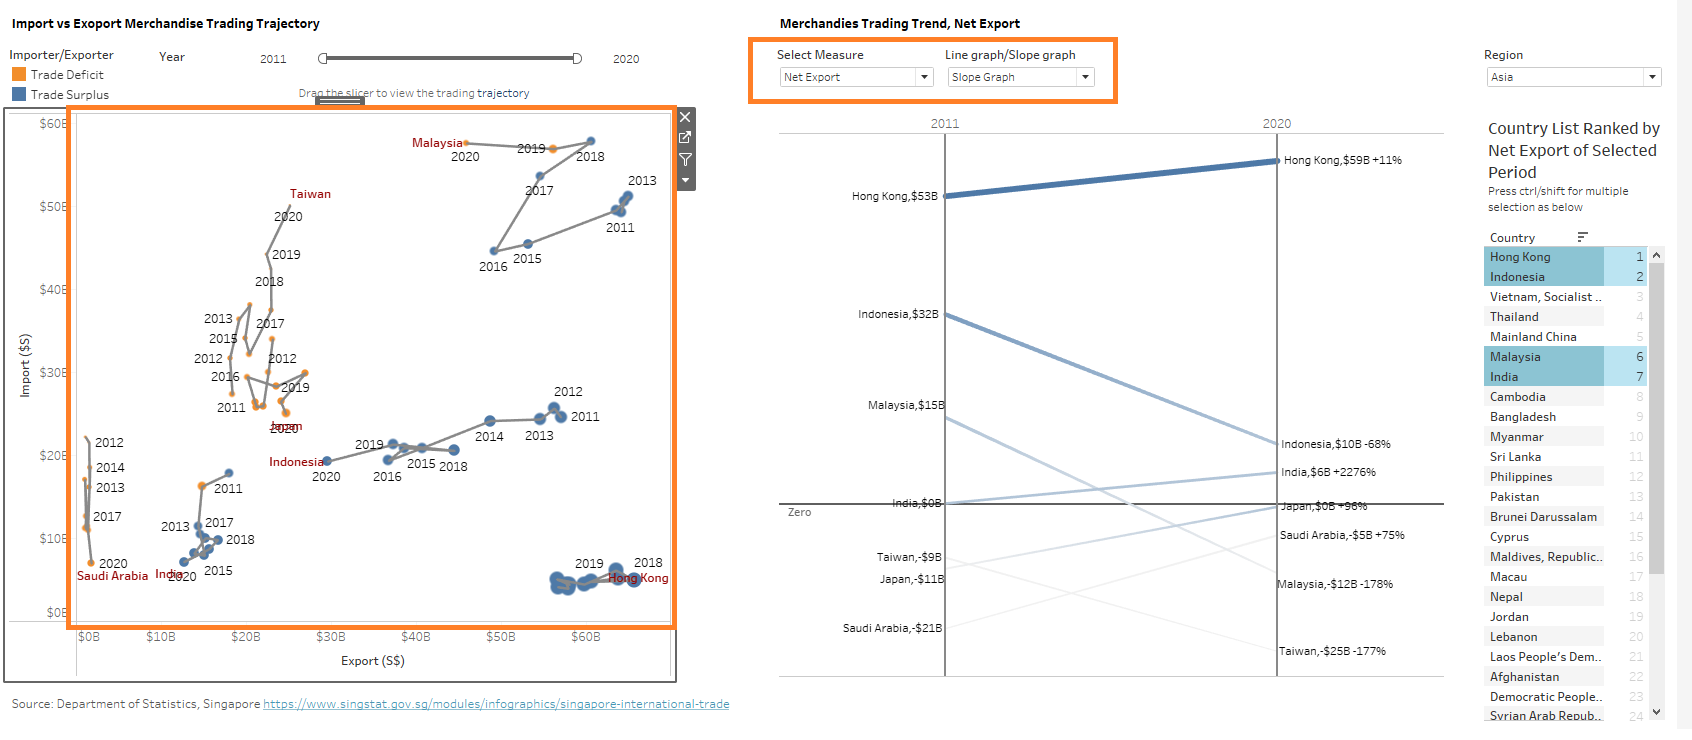 Import vs Exoport Merchandise Trading Trajectory
Importer/Exporter
Trade Deficit
Trade Surplus
Year
2011
2020
Drag the slicer to view the trading trajectory
$60B
$50B
$40B
$30B
$20B
$10B
$0B
Import ($S)
Malaysia
2020
2019
2018
2017
2013
2011
2016
2015
Taiwan
2020
2019
2018
2013
2017
2015
2012
2012
2016
2019
2011
Japan
2020
2012
2011
2014
2013
Indonesia
2019
2020
2016
2015
2018
2012
2014
2013
2017
2020
Saudi Arabia
2011
2013
2017
2018
2015
India
2020
2019
2018
Hong Kong
$0B
$10B
$20B
$30B
$40B
$50B
$60B
Export (S$)
Source: Department of Statistics, Singapore https://www.singstat.gov.sg/modules/infographics/singapore-international-trade
Merchandies Trading Trend, Net Export
Select Measure
Net Export
Line graph/Slope graph
Slope Graph
2011
2020
Hong Kong,$53B
Hong Kong,$59B +11%
Indonesia,$32B
Malaysia,$15B
Indonesia,$10B -68%
India,$6B +2276%
India,$0B
Zero
Japan,$0B +96%
Saudi Arabia,-$5B +75%
Taiwan,-$9B
Japan,-$11B
Malaysia,-$12B -178%
Saudi Arabia,-$21B
Taiwan,-$25B -177%
Region
Asia
Country List Ranked by
Net Export of Selected
Period
Press ctrl/shift for multiple
selection as below
Country
Hong Kong 1
Indonesia 2
Vietnam, Socialist .. 3
Thailand 4
Mainland China 5
Malaysia 6
India 7
Cambodia 8
Bangladesh 9
Myanmar 10
Sri Lanka 11
Philippines 12
Pakistan 13
Brunei Darussalam 14
Cyprus 15
Maldives, Republic.. 16
Macau 17
Nepal 18
Jordan 19
Lebanon 20
Laos People's Dem.. 21
Afghanistan 22
Democratic People.. 23
Syrian Arab Repub.. 24